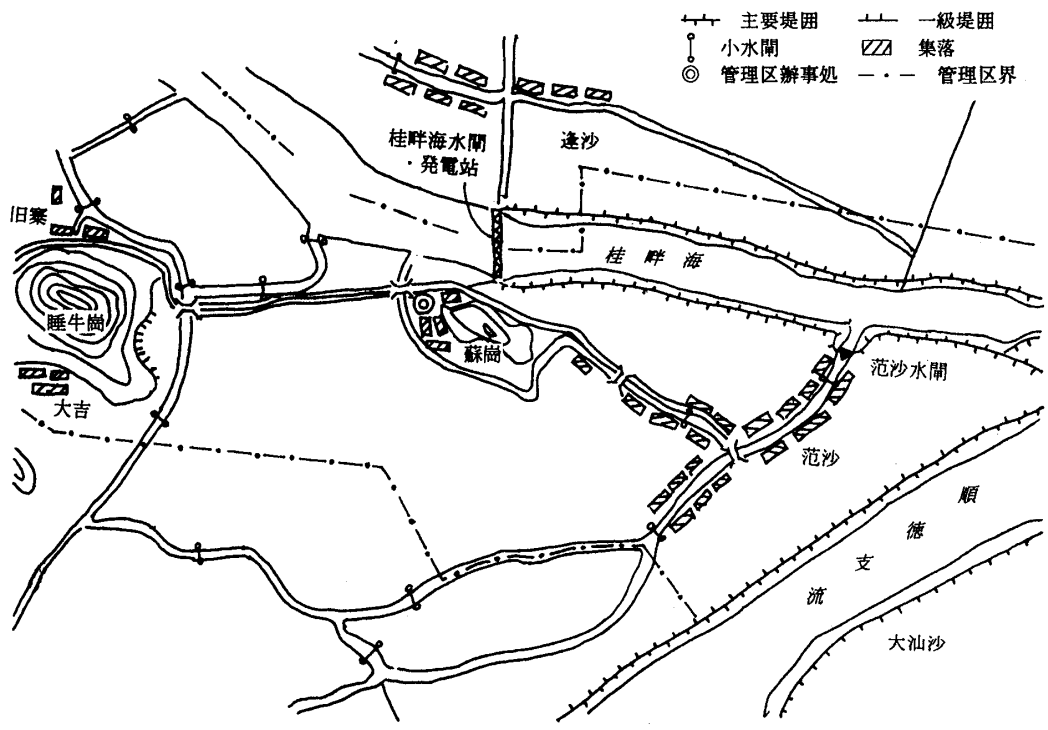 主要堤囲 一級堤囲
小水閘 集落
管理区辦事処 管理区界
桂畔海水閘
・発電站
逢沙
旧寨
桂畔海
睡牛崗
蘇崗
范沙水閘
大吉
范沙
順徳支流
大汕沙